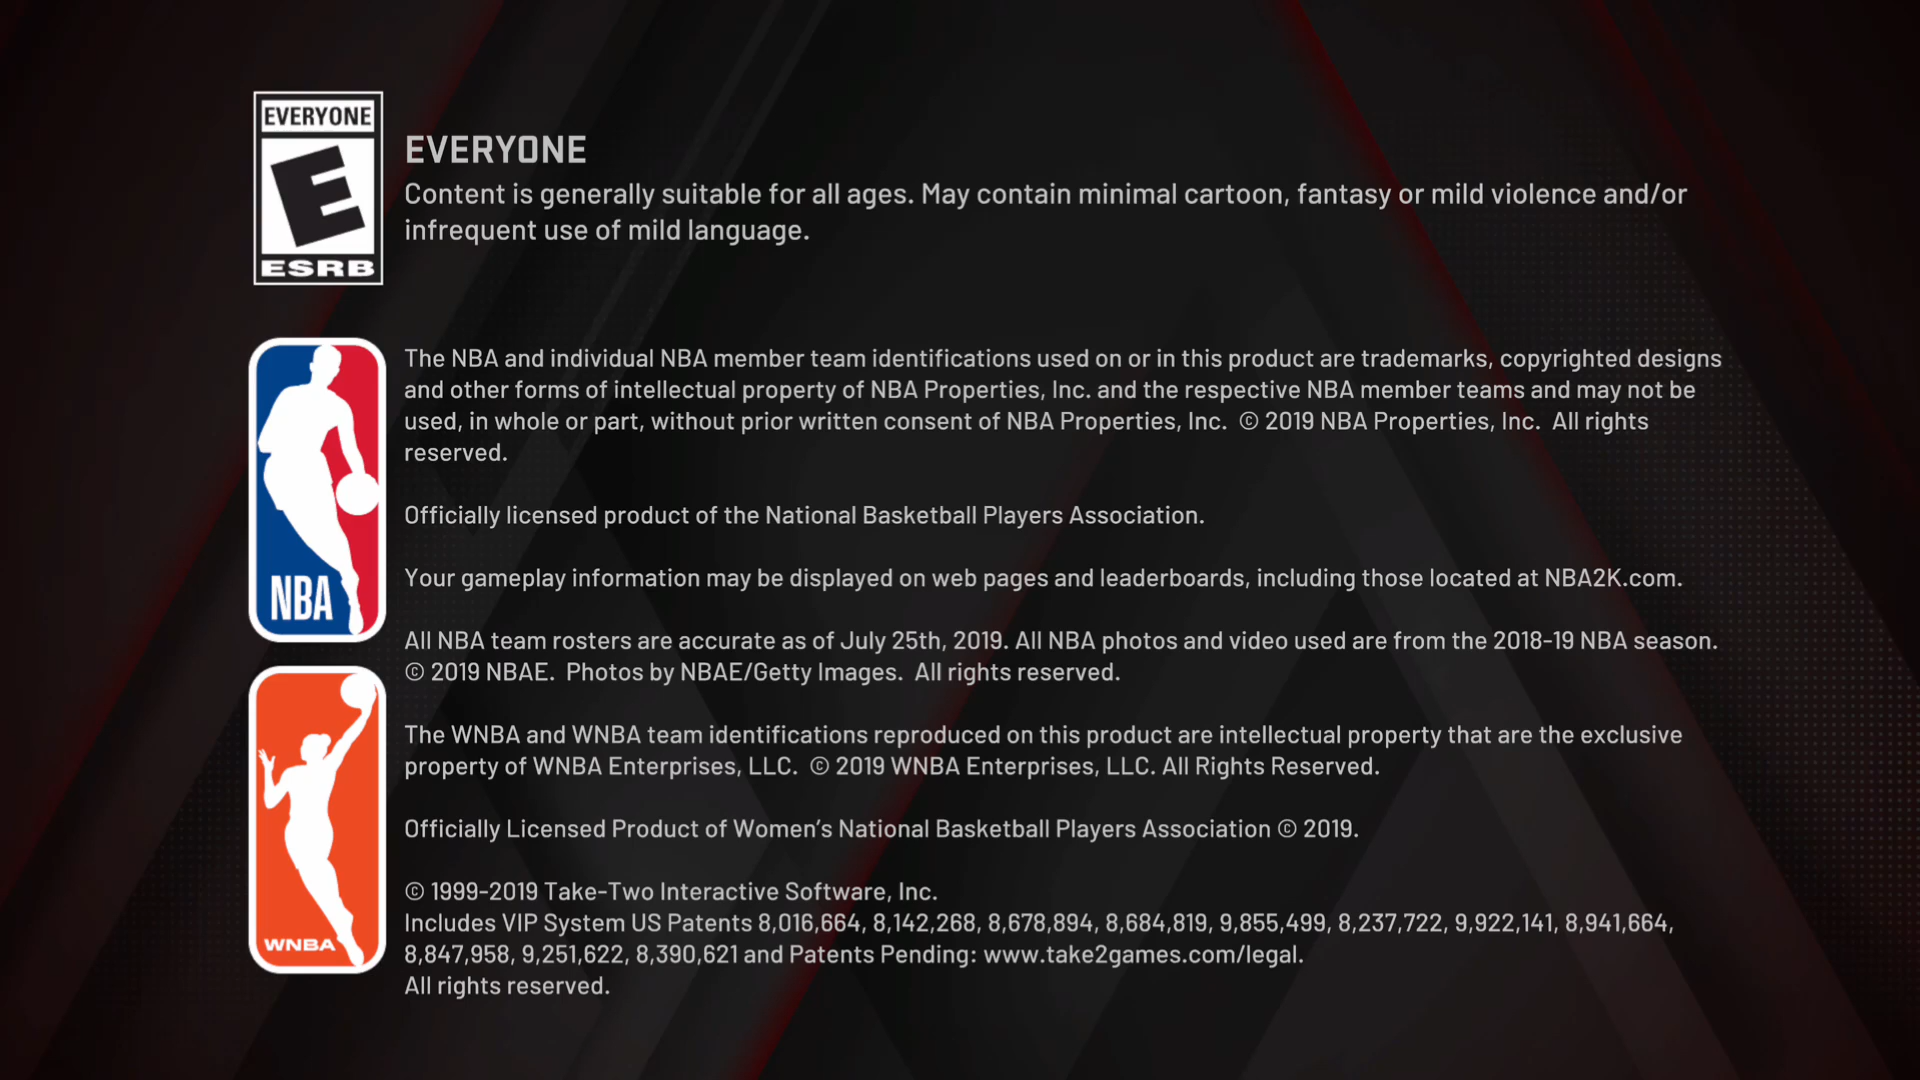 EVERYONE
E
ESRB
EVERYONE
Content is generally suitable for all ages. May contain minimal cartoon, fantasy or mild violence and/or
infrequent use of mild language.
NBA
The NBA and individual NBA member team identifications used on or in this product are trademarks, copyrighted designs
and other forms of intellectual property of NBA Properties, Inc. and the respective NBA member teams and may not be
used, in whole or part, without prior written consent of NBA Properties, Inc.  © 2019 NBA Properties, Inc.  All rights
reserved.
Officially licensed product of the National Basketball Players Association.
Your gameplay information may be displayed on web pages and leaderboards, including those located at NBA2K.com.
All NBA team rosters are accurate as of July 25th, 2019. All NBA photos and video used are from the 2018-19 NBA season.
© 2019 NBAE.  Photos by NBAE/Getty Images.  All rights reserved.
WNBA
The WNBA and WNBA team identifications reproduced on this product are intellectual property that are the exclusive
property of WNBA Enterprises, LLC.  © 2019 WNBA Enterprises, LLC. All Rights Reserved.
Officially Licensed Product of Women’s National Basketball Players Association © 2019.
© 1999-2019 Take-Two Interactive Software, Inc.
Includes VIP System US Patents 8,016,664, 8,142,268, 8,678,894, 8,684,819, 9,855,499, 8,237,722, 9,922,141, 8,941,664,
8,847,958, 9,251,622, 8,390,621 and Patents Pending: www.take2games.com/legal.
All rights reserved.